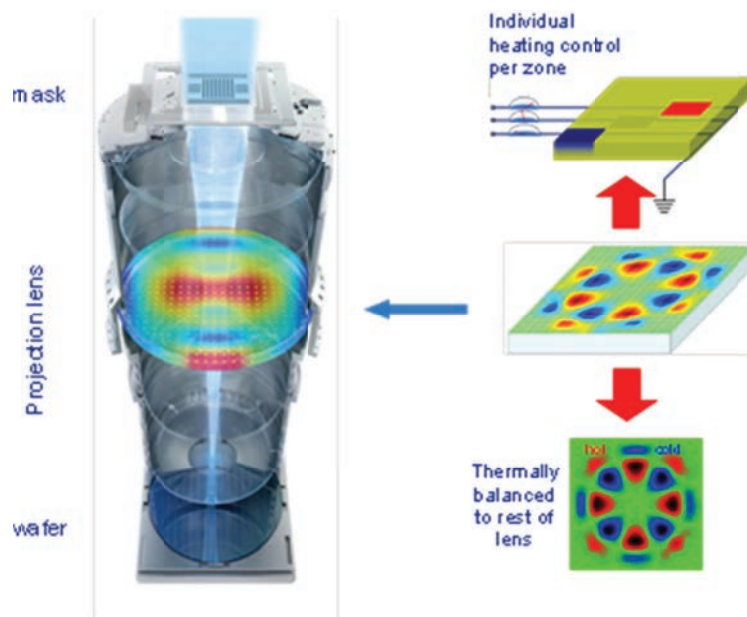 mask
Projection lens
wafer
Individual
heating control
per zone
hot cold
Thermally
balanced
to rest of
lens